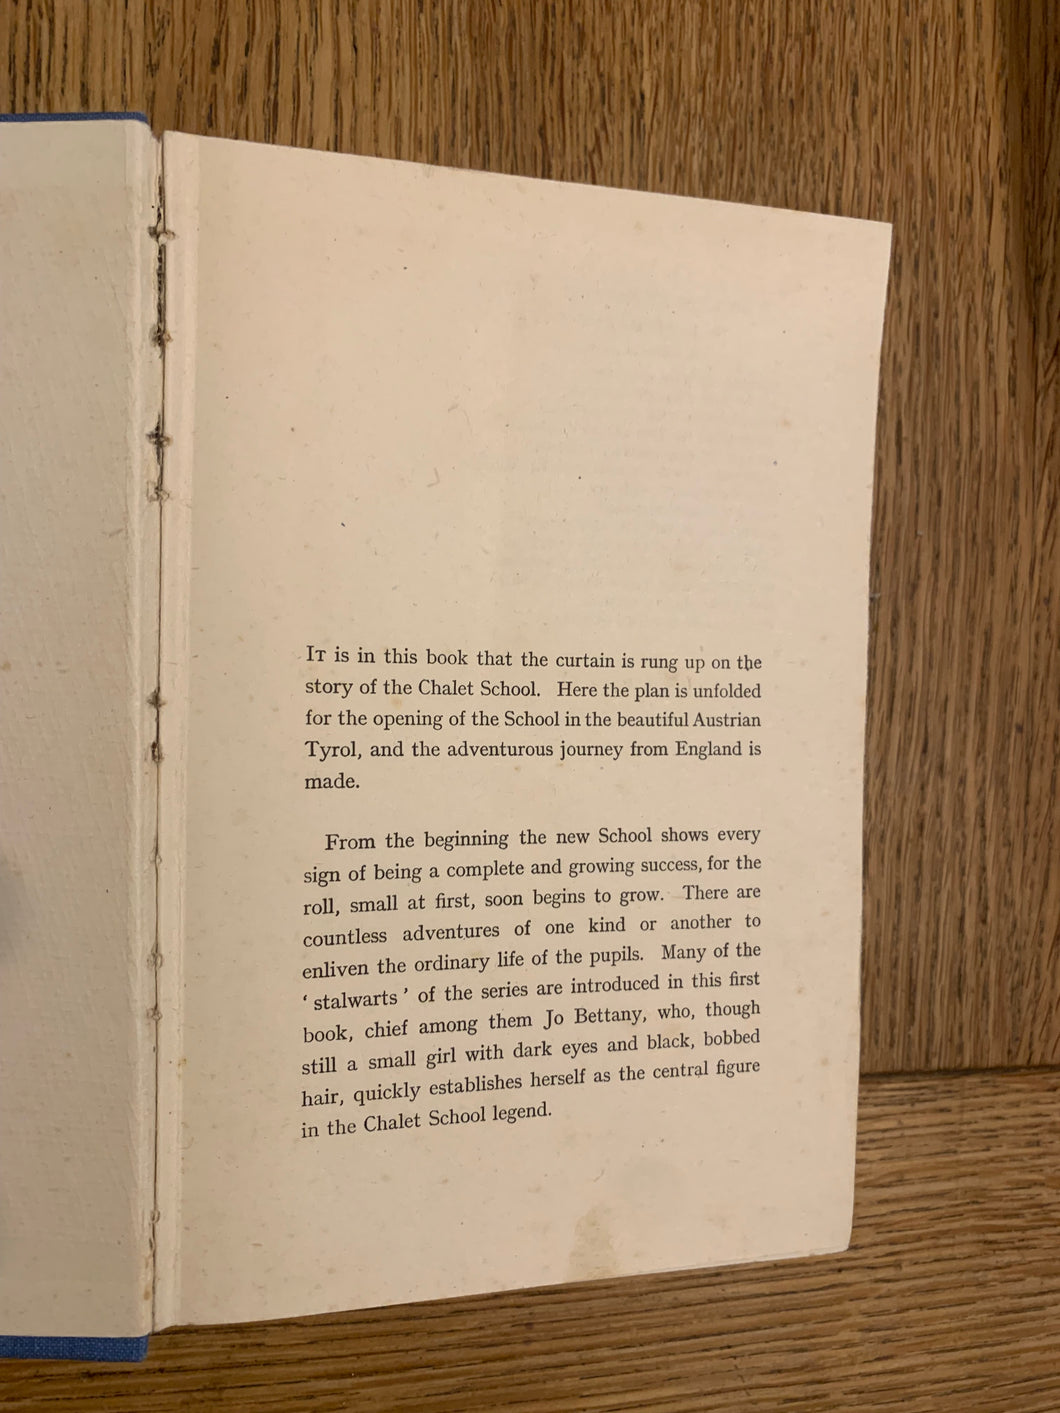 IT is in this book that the curtain is rung up on the
story of the Chalet School. Here the plan is unfolded
for the opening of the School in the beautiful Austrian
Tyrol, and the adventurous journey from England is
made.
From the beginning the new School shows every
sign of being a complete and growing success, for the
roll, small at first, soon begins to grow. There are
countless adventures of one kind or another to
enliven the ordinary life of the pupils. Many of the
‘ stalwarts ’ of the series are introduced in this first
book, chief among them Jo Bettany, who, though
still a small girl with dark eyes and black, bobbed
hair, quickly establishes herself as the central figure
in the Chalet School legend.